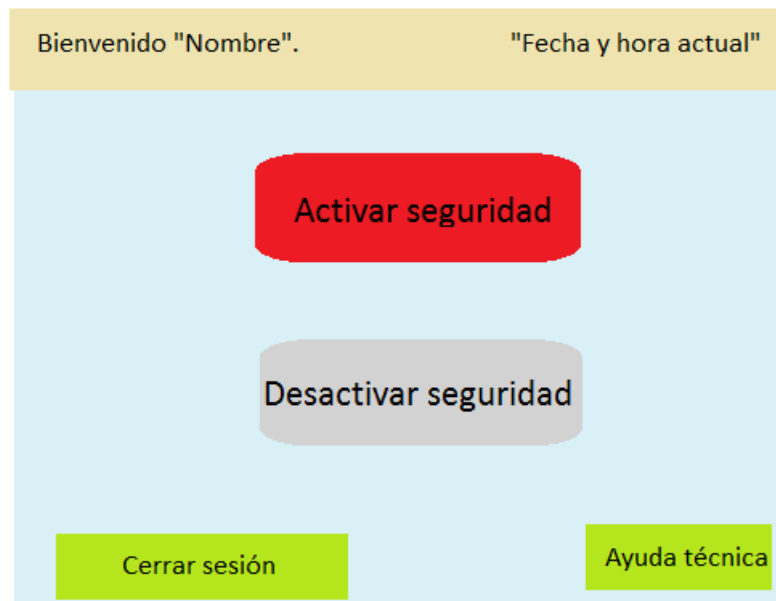 Bienvenido "Nombre".
"Fecha y hora actual"
Activar seguridad
Desactivar seguridad
Cerrar sesión
Ayuda técnica